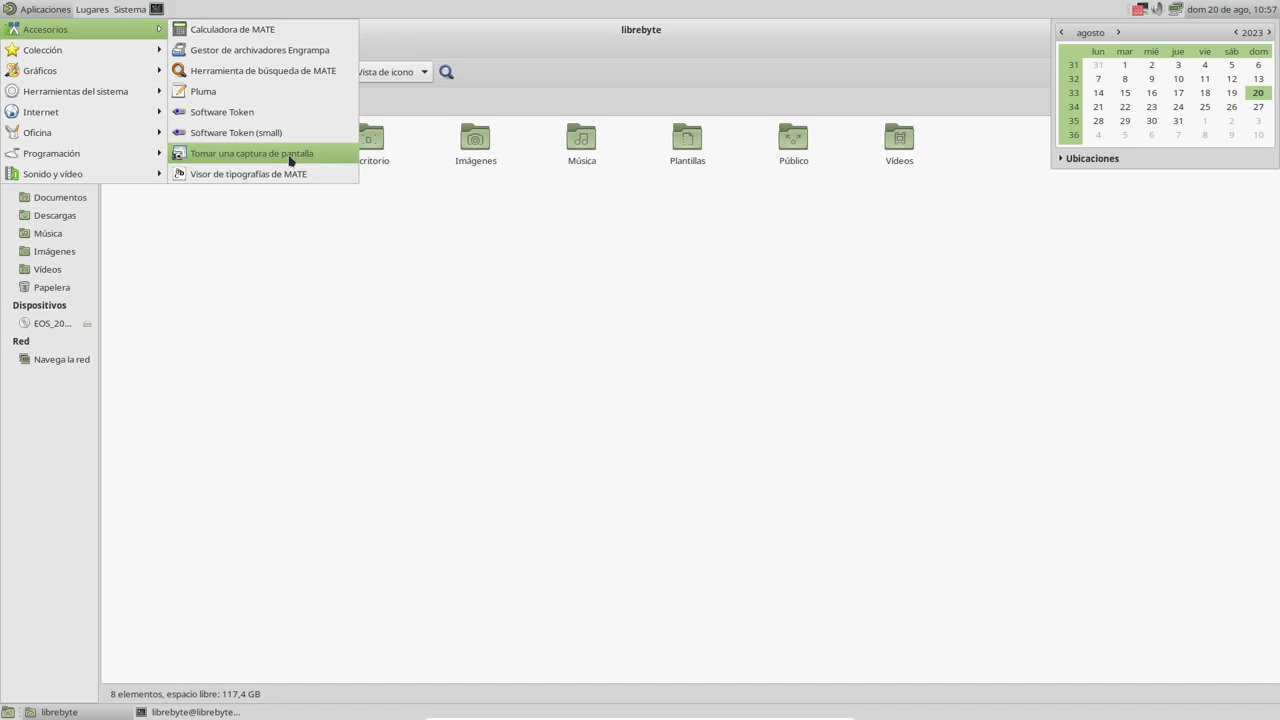 Aplicaciones Lugares Sistema
dom 20 de ago, 10:57
Accesorios
Colección
Gráficos
Herramientas del sistema
Internet
Oficina
Programación
Sonido y vídeo
Calculadora de MATE
Gestor de archivadores Engrampa
Herramienta de búsqueda de MATE
Pluma
Software Token
Software Token (small)
Tomar una captura de pantalla
Visor de tipografías de MATE
librebyte
Vista de icono
critorio
Imágenes
Música
Plantillas
Público
Vídeos
agosto 2023
lun mar mié jue vie sáb dom
31 31 1 2 3 4 5 6
32 7 8 9 10 11 12 13
33 14 15 16 17 18 19 20
34 21 22 23 24 25 26 27
35 28 29 30 31 1 2 3
36 4 5 6 7 8 9 10
Ubicaciones
Documentos
Descargas
Música
Imágenes
Vídeos
Papelera
Dispositivos
EOS_20...
Red
Navega la red
8 elementos, espacio libre: 117,4 GB
librebyte
librebyte@librebyte...